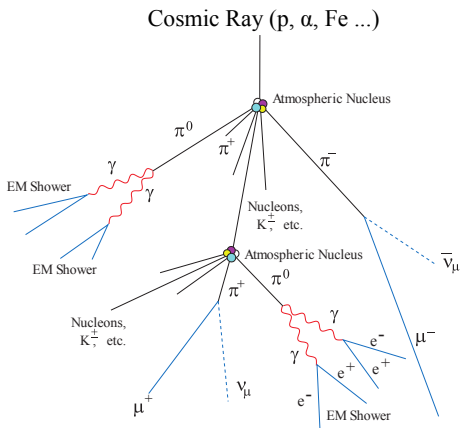 Cosmic Ray (p, α, Fe ...)
Atmospheric Nucleus
π⁰
π⁺
π⁻
γ
γ
EM Shower
EM Shower
Nucleons,
K±, etc.
ν̅μ
Atmospheric Nucleus
π⁰
π⁺
Nucleons,
K±, etc.
γ
γ
e⁻
e⁺
μ⁻
e⁺
e⁻
μ⁺
νμ
EM Shower